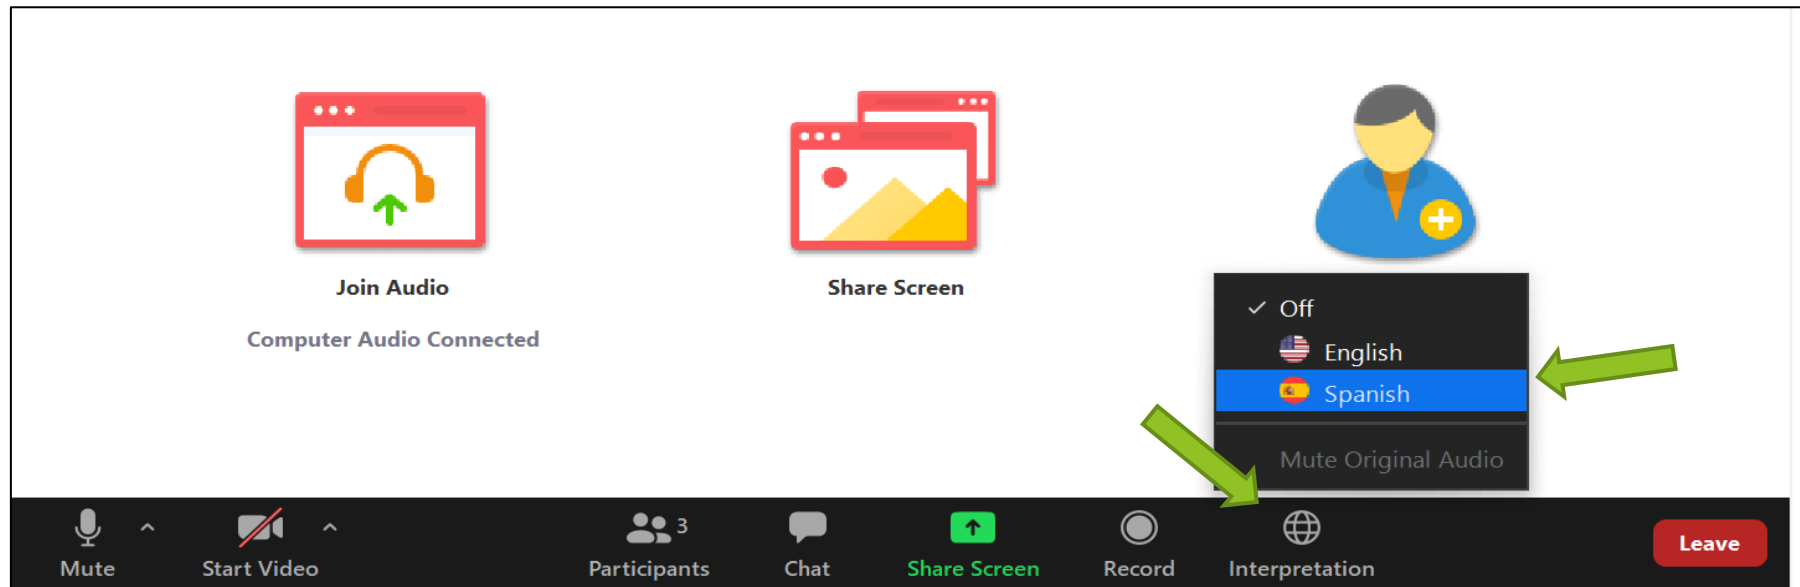 Join Audio
Computer Audio Connected
Share Screen
Off
English
Spanish
Mute Original Audio
Mute
Start Video
Participants
3
Chat
Share Screen
Record
Interpretation
Leave